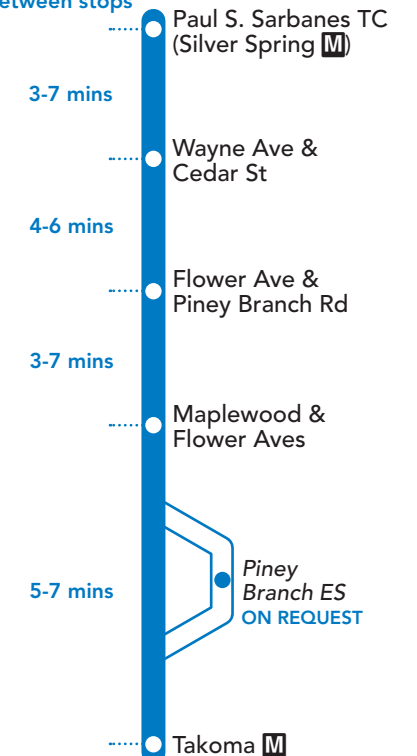 between stops
Paul S. Sarbanes TC
(Silver Spring M)
3-7 mins
Wayne Ave &
Cedar St
4-6 mins
Flower Ave &
Piney Branch Rd
3-7 mins
Maplewood &
Flower Aves
5-7 mins
Piney
Branch ES
ON REQUEST
Takoma M